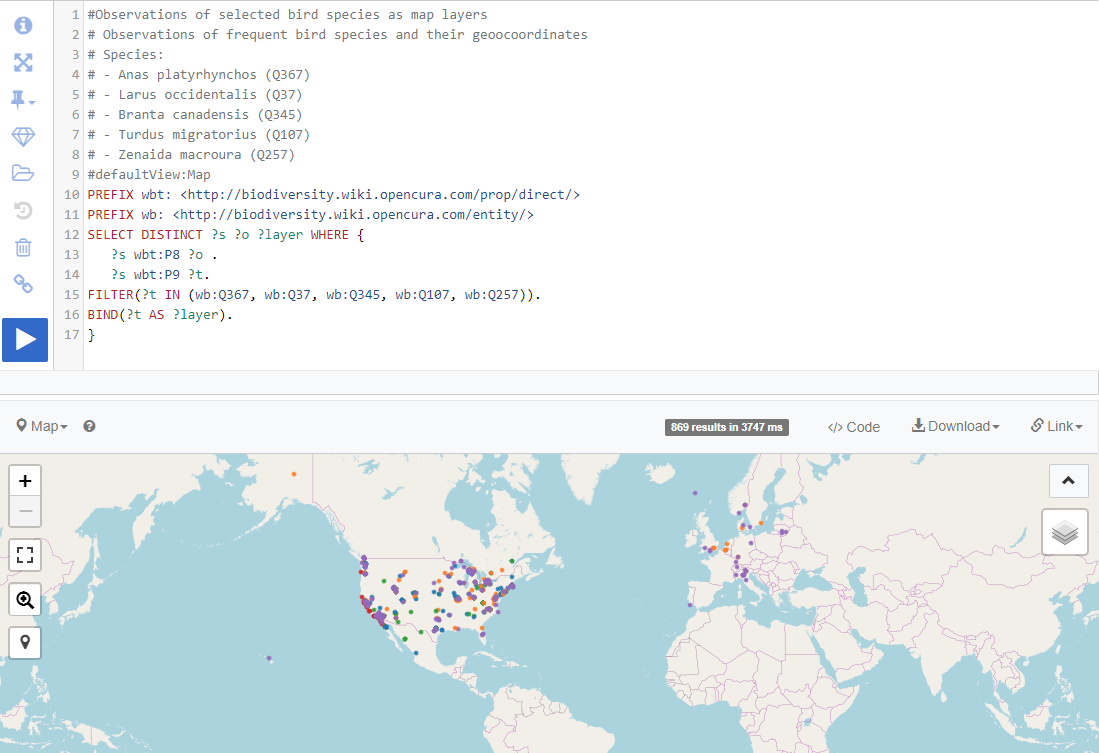 1 #Observations of selected bird species as map layers
2 # Observations of frequent bird species and their geoocoordinates
3 # Species:
4 # - Anas platyrhynchos (Q367)
5 # - Larus occidentalis (Q37)
6 # - Branta canadensis (Q345)
7 # - Turdus migratorius (Q107)
8 # - Zenaida macroura (Q257)
9 #defaultView:Map
10 PREFIX wbt: <http://biodiversity.wiki.opencura.com/prop/direct/>
11 PREFIX wb: <http://biodiversity.wiki.opencura.com/entity/>
12 SELECT DISTINCT ?s ?o ?layer WHERE {
13 ?s wbt:P8 ?o .
14 ?s wbt:P9 ?t.
15 FILTER(?t IN (wb:Q367, wb:Q37, wb:Q345, wb:Q107, wb:Q257)).
16 BIND(?t AS ?layer).
17 }
Map
869 results in 3747 ms
</> Code
Download
Link